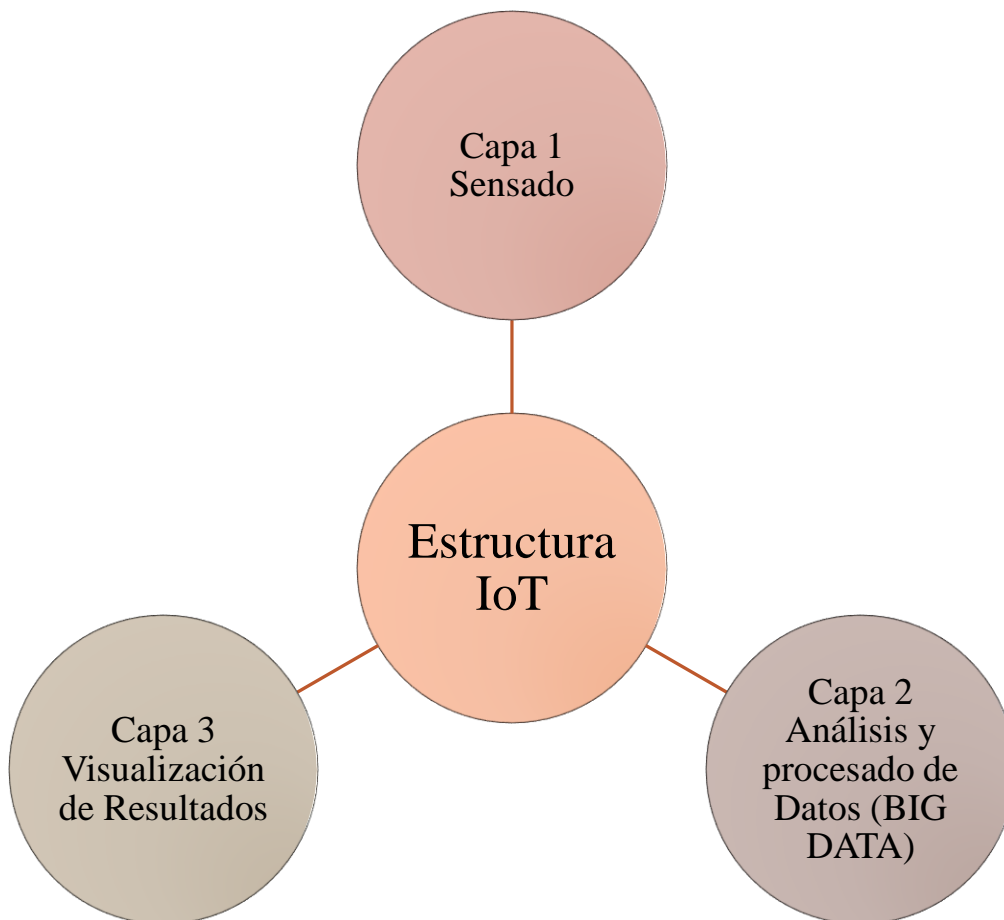 Capa 1
Sensado
Estructura
IoT
Capa 3
Visualización
de Resultados
Capa 2
Análisis y
procesado de
Datos (BIG
DATA)